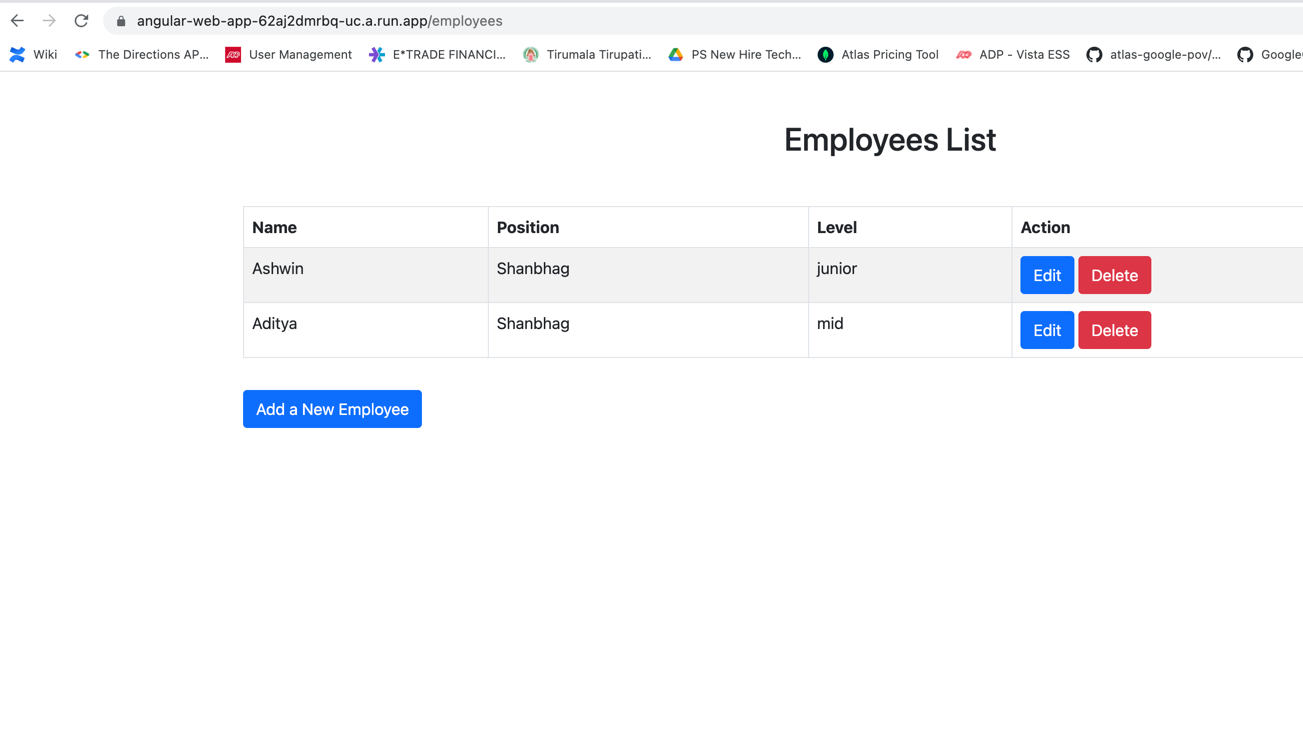 angular-web-app-62aj2dmrbq-uc.a.run.app/employees
Wiki The Directions AP... User Management E*TRADE FINANCI... Tirumala Tirupati... PS New Hire Tech... Atlas Pricing Tool ADP - Vista ESS atlas-google-pov/... Google
Employees List
Name Position Level Action
Ashwin Shanbhag junior Edit Delete
Aditya Shanbhag mid Edit Delete
Add a New Employee